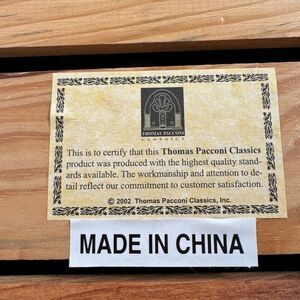 THOMAS PACCONI
CLASSICS
This is to certify that this Thomas Pacconi Classics
product was produced with the highest quality stand-
ards available. The workmanship and attention to de-
tail reflect our commitment to customer satisfaction.
© 2002 Thomas Pacconi Classics, Inc.
MADE IN CHINA